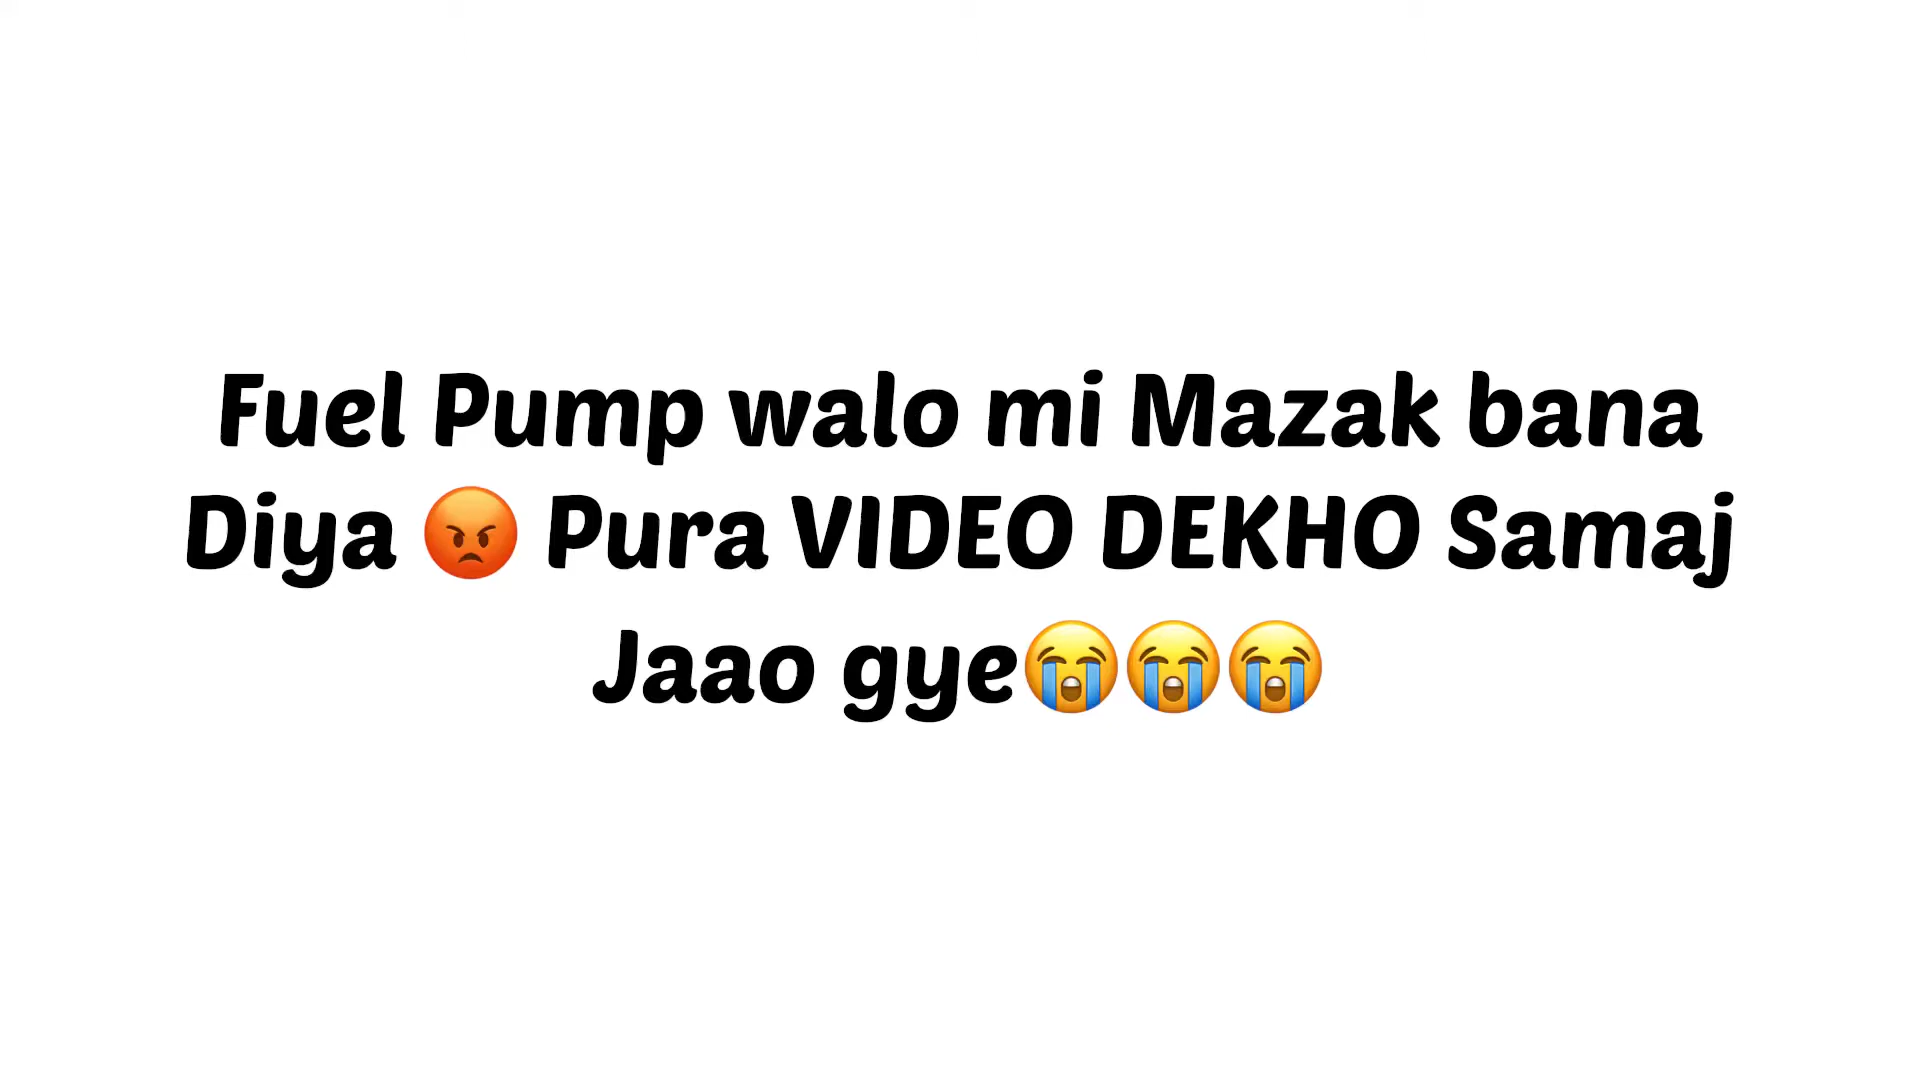 Fuel Pump walo mi Mazak bana
Diya 😡 Pura VIDEO DEKHO Samaj
Jaao gye😭😭😭